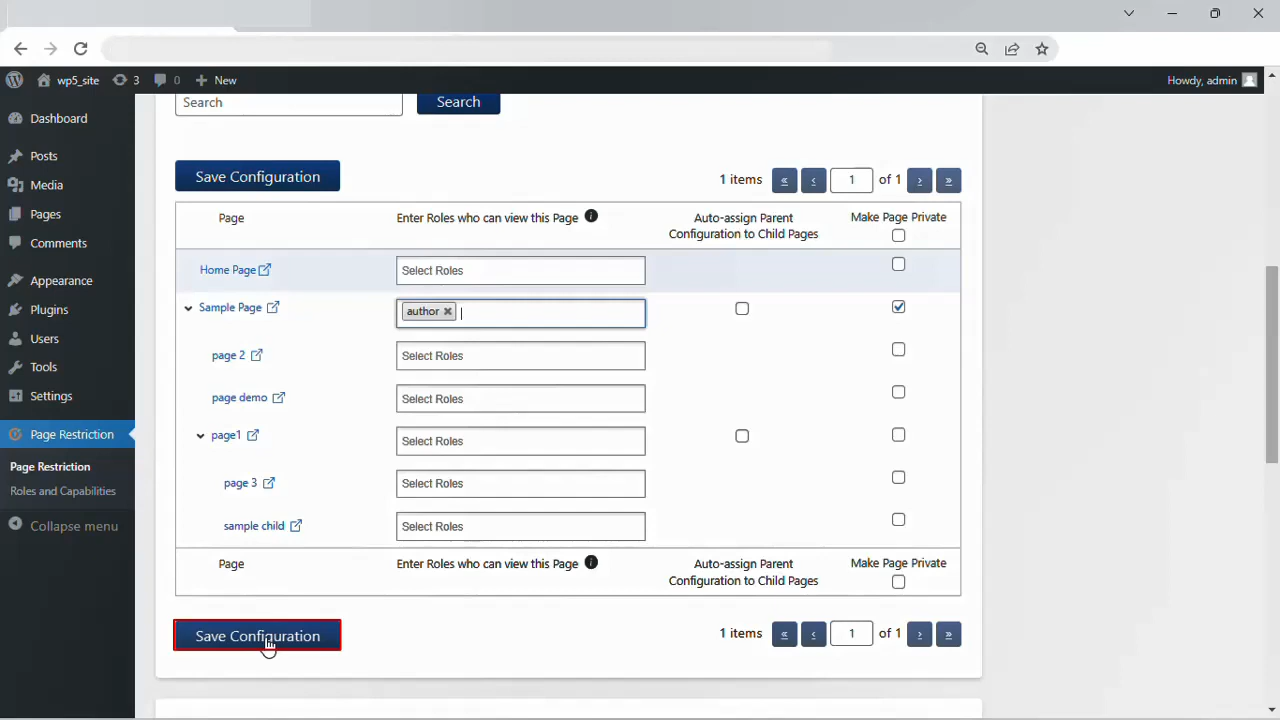 wp5_site 3 0 New Howdy, admin
Dashboard
Posts
Media
Pages
Comments
Appearance
Plugins
Users
Tools
Settings
Page Restriction
Page Restriction
Roles and Capabilities
Collapse menu
Search Search
Save Configuration 1 items « ‹ 1 of 1 › »
Page Enter Roles who can view this Page i Auto-assign Parent Make Page Private
Configuration to Child Pages
Home Page Select Roles
Sample Page author ×
page 2 Select Roles
page demo Select Roles
page1 Select Roles
page 3 Select Roles
sample child Select Roles
Page Enter Roles who can view this Page i Auto-assign Parent Make Page Private
Configuration to Child Pages
Save Configuration 1 items « ‹ 1 of 1 › »